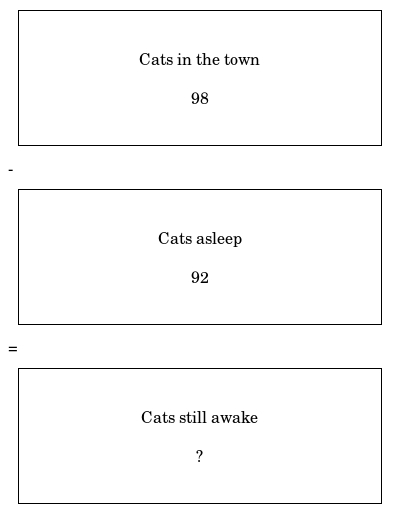 Cats in the town
98
-
Cats asleep
92
=
Cats still awake
?